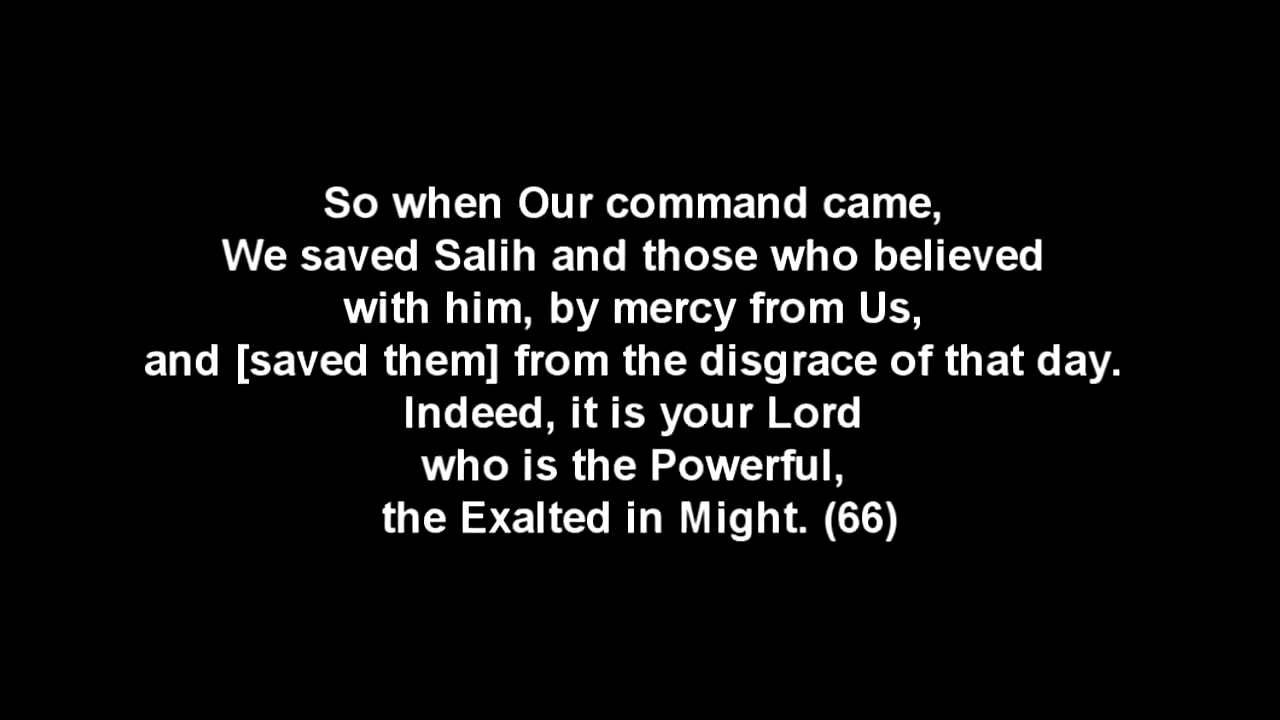 So when Our command came,
We saved Salih and those who believed
with him, by mercy from Us,
and [saved them] from the disgrace of that day.
Indeed, it is your Lord
who is the Powerful,
the Exalted in Might. (66)